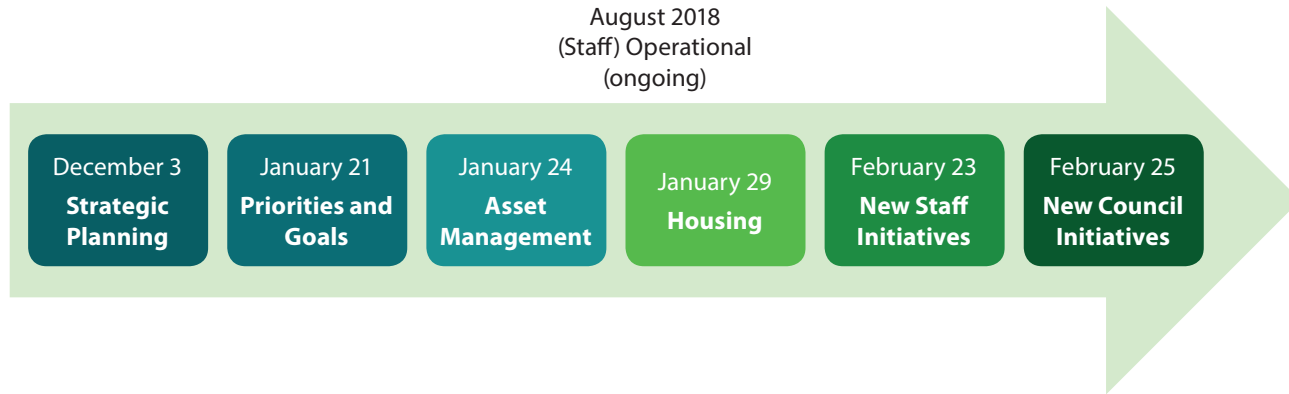 August 2018
(Staff) Operational
(ongoing)
December 3
Strategic
Planning
January 21
Priorities and
Goals
January 24
Asset
Management
January 29
Housing
February 23
New Staff
Initiatives
February 25
New Council
Initiatives